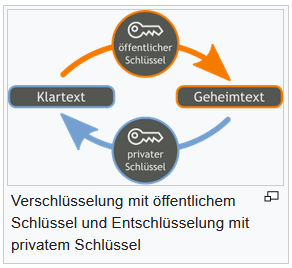 öffentlicher
Schlüssel
Klartext
Geheimtext
privater
Schlüssel
Verschlüsselung mit öffentlichem
Schlüssel und Entschlüsselung mit
privatem Schlüssel